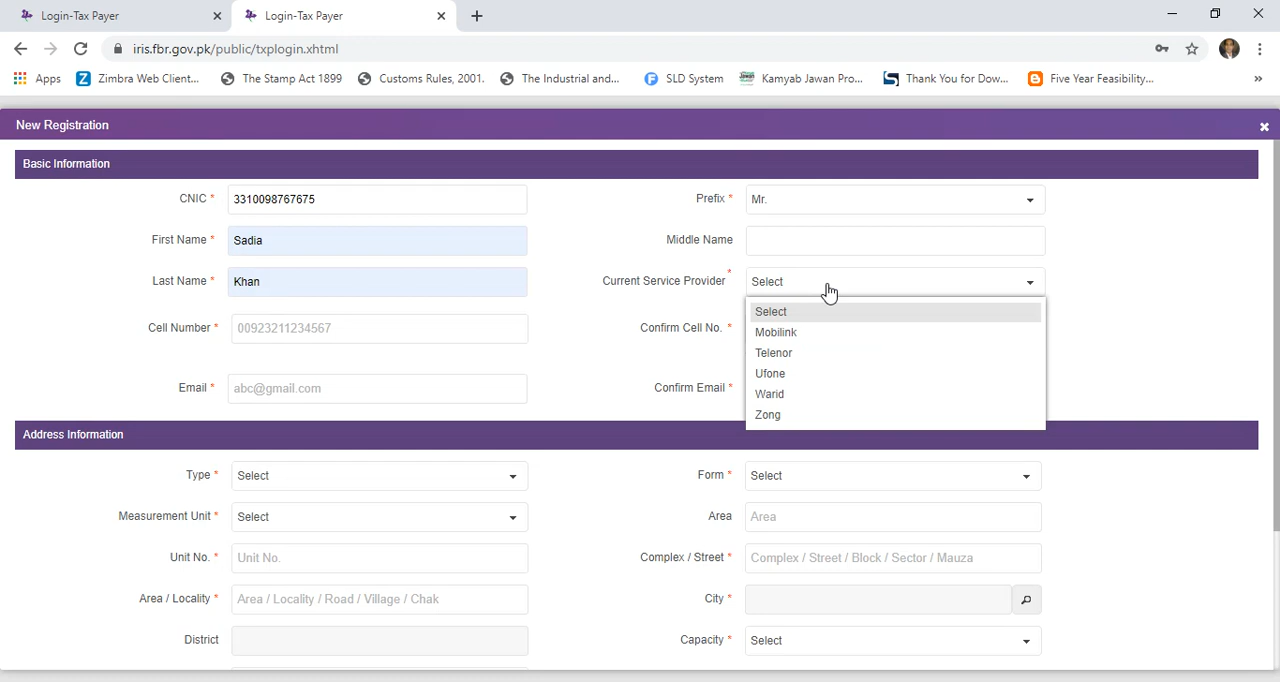 Login-Tax Payer
Login-Tax Payer
iris.fbr.gov.pk/public/txplogin.xhtml
Apps Zimbra Web Client... The Stamp Act 1899 Customs Rules, 2001. The Industrial and... SLD System Kamyab Jawan Pro... Thank You for Dow... Five Year Feasibility... »
New Registration
Basic Information
CNIC * 3310098767675 Prefix * Mr.
First Name * Sadia Middle Name
Last Name * Khan Current Service Provider * Select
Select
Cell Number * 00923211234567 Confirm Cell No. * Mobilink
Telenor
Ufone
Email * abc@gmail.com Confirm Email * Warid
Zong
Address Information
Type * Select Form * Select
Measurement Unit * Select Area Area
Unit No. * Unit No. Complex / Street * Complex / Street / Block / Sector / Mauza
Area / Locality * Area / Locality / Road / Village / Chak City *
District Capacity * Select